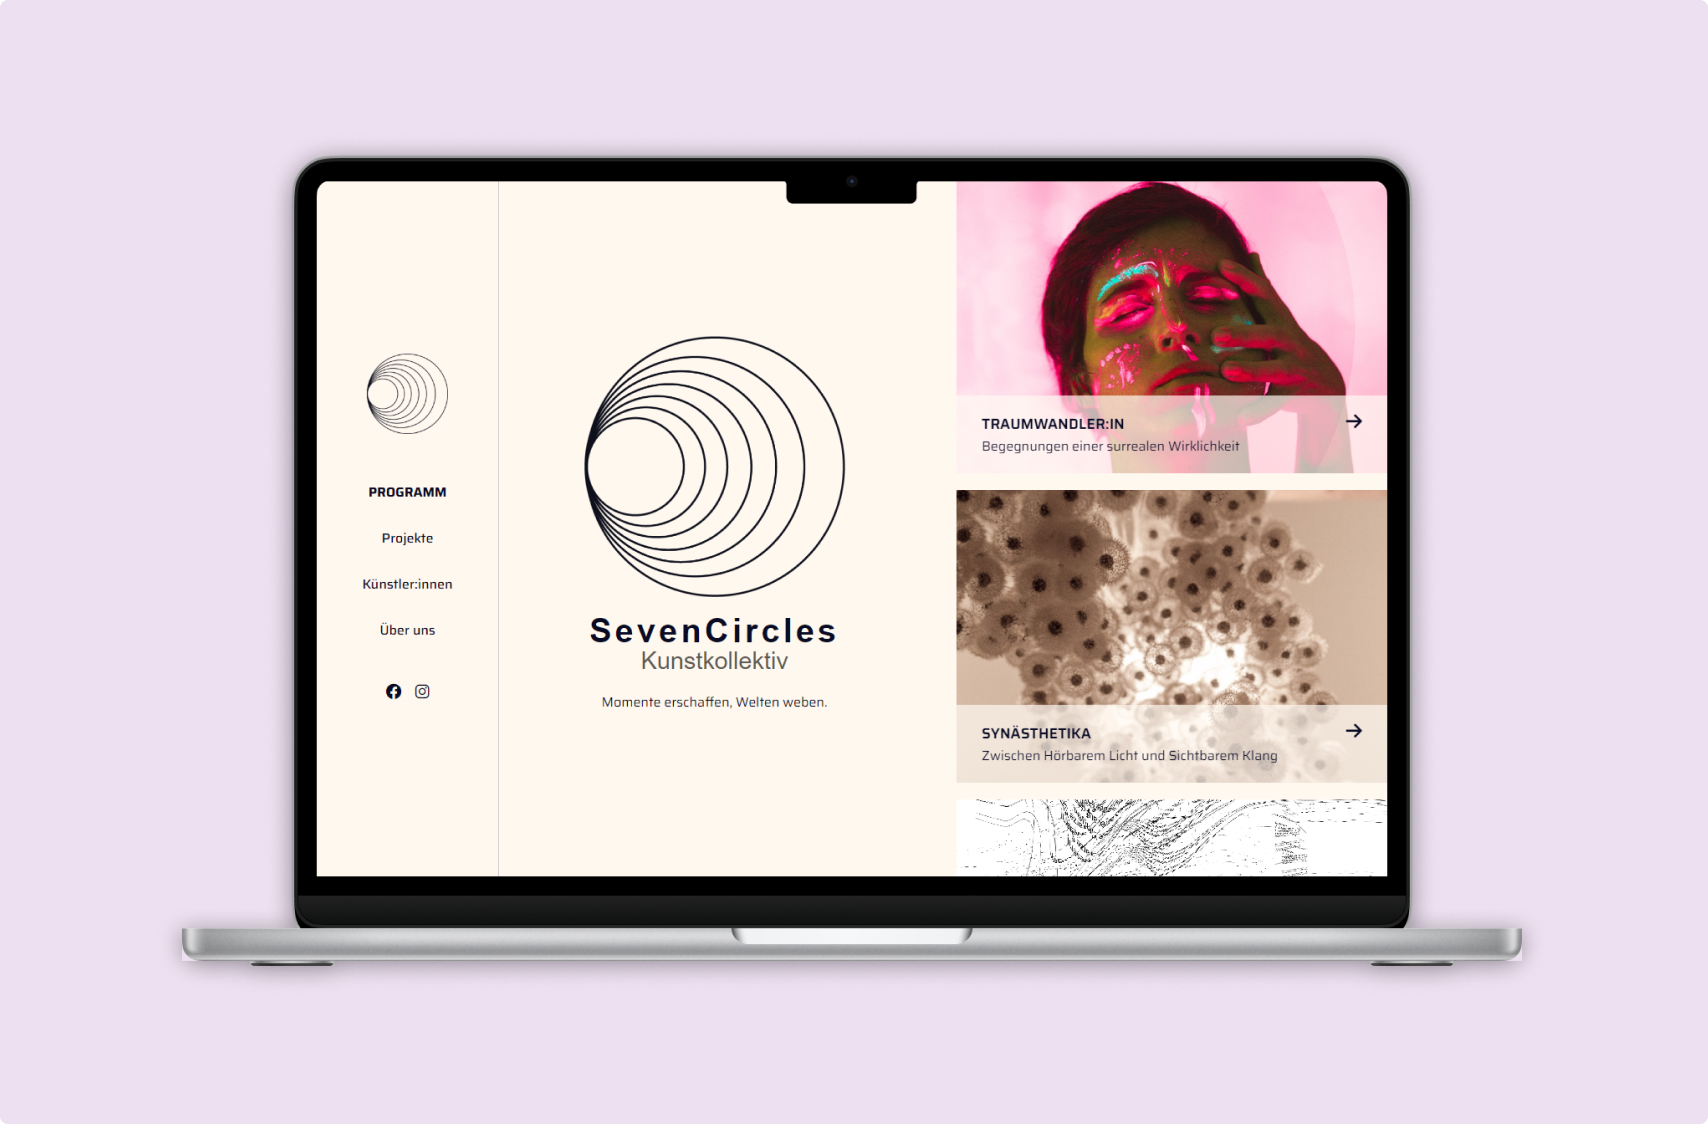 PROGRAMM
Projekte
Künstler:innen
Über uns
SevenCircles
Kunstkollektiv
Momente erschaffen, Welten weben.
TRAUMWANDLER:IN
Begegnungen einer surrealen Wirklichkeit
SYNÄSTHETIKA
Zwischen Hörbarem Licht und Sichtbarem Klang